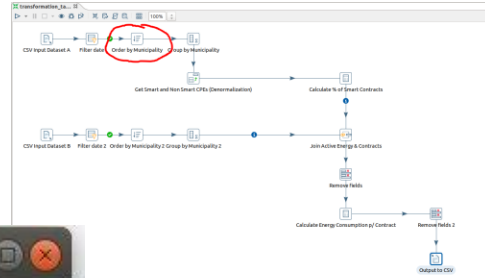 transformation_ta...
100%
CSV Input Dataset A
Filter date
Order by Municipality
Group by Municipality
Get Smart and Non Smart CPEs (Denormalization)
Calculate % of Smart Contracts
CSV Input Dataset B
Filter date 2
Order by Municipality 2
Group by Municipality 2
Join Active Energy & Contracts
Remove fields
Calculate Energy Consumption p/ Contract
Remove fields 2
Output to CSV